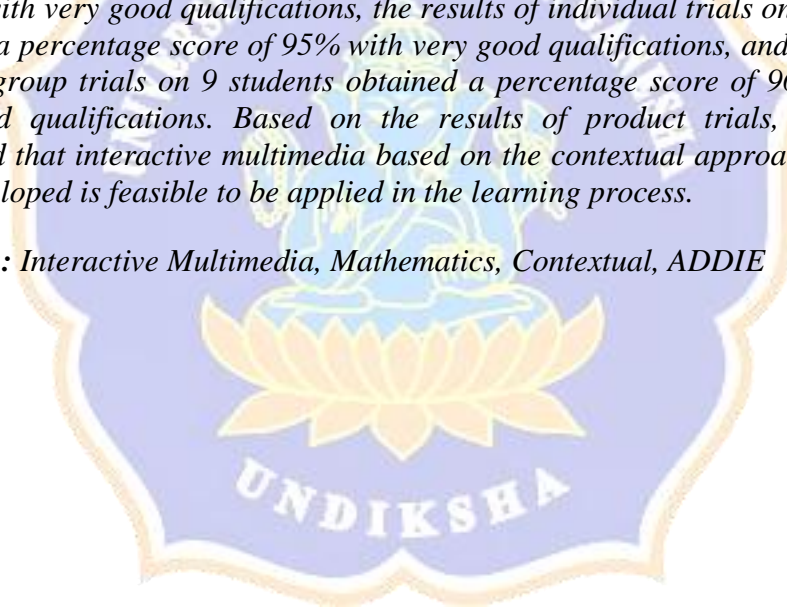 with very good qualifications, the results of individual trials on
a percentage score of 95% with very good qualifications, and
group trials on 9 students obtained a percentage score of
qualifications. Based on the results of product trials,
that interactive multimedia based on the contextual
is feasible to be applied in the learning process.
: Interactive Multimedia, Mathematics, Contextual, ADDIE
UNDIKSHA